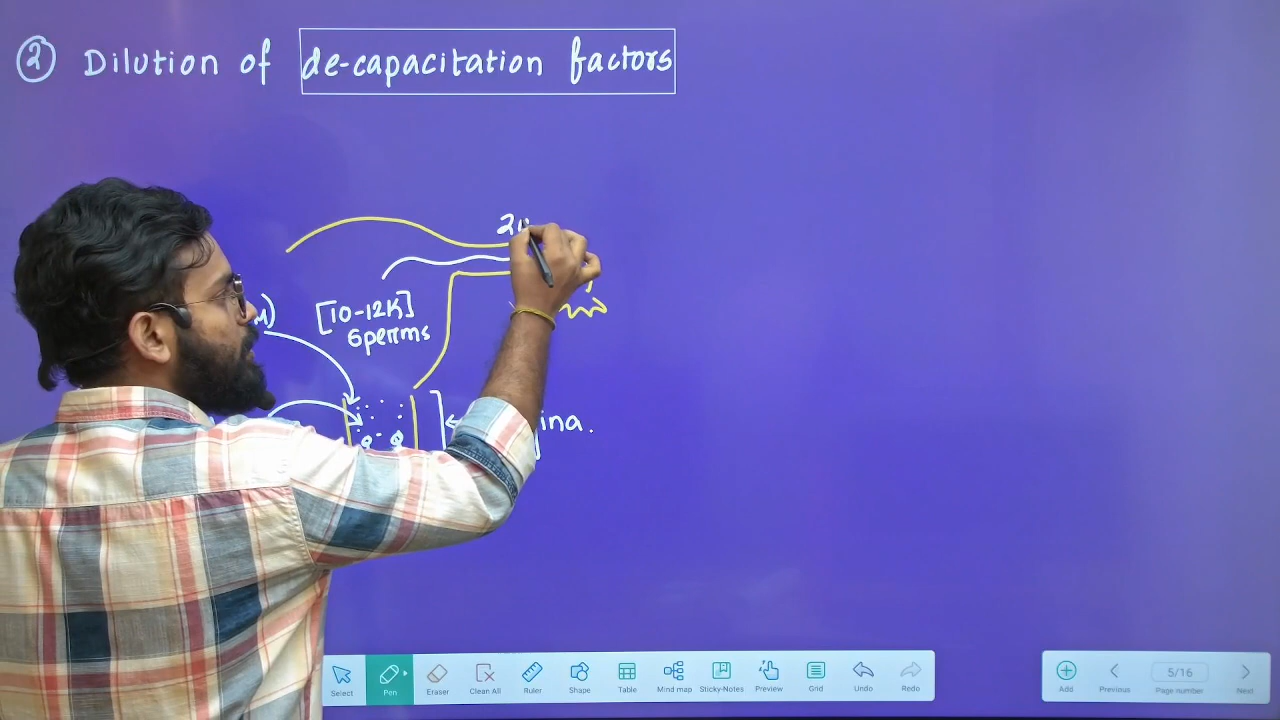 ② Dilution of de-capacitation factors
[10-12K]
sperms
Select
Pen
Eraser
Clean All
Ruler
Shape
Table
Mind map
Sticky-Notes
Preview
Grid
Undo
Redo
Add
Previous
5/16
Page number
Next